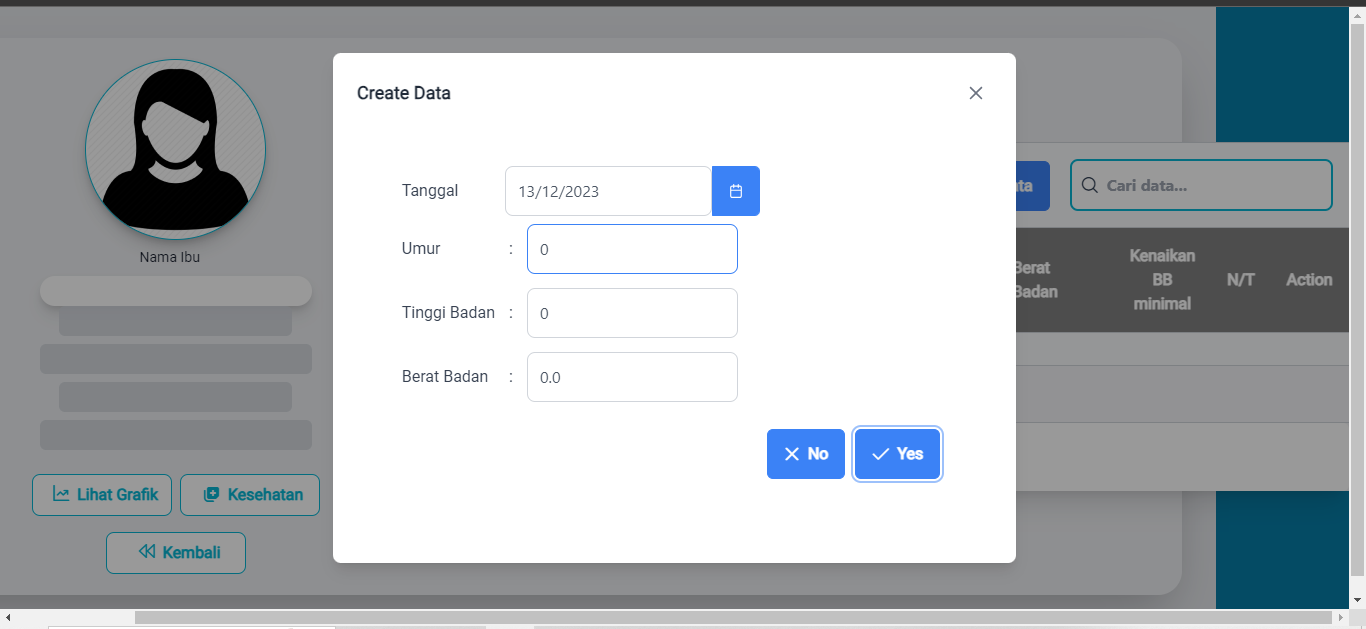 Create Data
Tanggal 13/12/2023
Umur : 0
Tinggi Badan : 0
Berat Badan : 0.0
No Yes
Nama Ibu
Lihat Grafik Kesehatan
Kembali
ta Cari data...
Berat Badan
Kenaikan BB minimal
N/T
Action